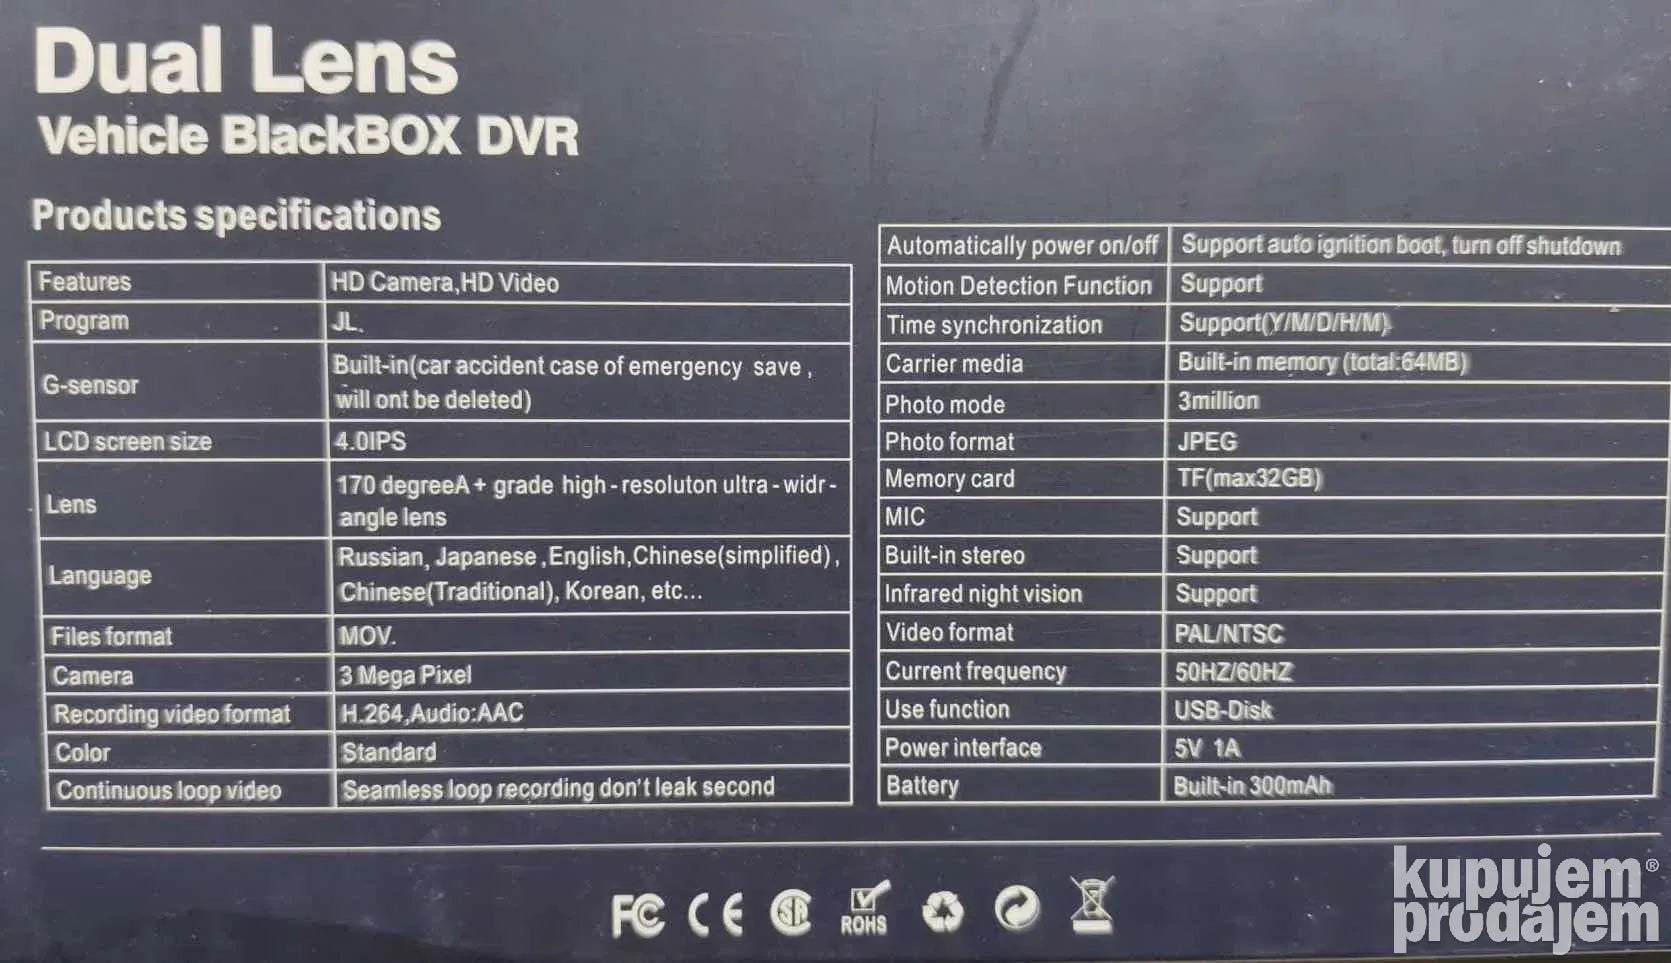 Dual Lens
Vehicle BlackBOX DVR
Products specifications
Features HD Camera,HD Video
Program JL.
G-sensor Built-in(car accident case of emergency save ,
will ont be deleted)
LCD screen size 4.0IPS
Lens 170 degreeA+ grade high-resoluton ultra-widr-
angle lens
Language Russian, Japanese ,English,Chinese(simplified),
Chinese(Traditional), Korean, etc...
Files format MOV.
Camera 3 Mega Pixel
Recording video format H.264,Audio:AAC
Color Standard
Continuous loop video Seamless loop recording don't leak second
Automatically power on/off Support auto ignition boot, turn off shutdown
Motion Detection Function Support
Time synchronization Support(Y/M/D/H/M)
Carrier media Built-in memory (total:64MB)
Photo mode 3million
Photo format JPEG
Memory card TF(max32GB)
MIC Support
Built-in stereo Support
Infrared night vision Support
Video format PAL/NTSC
Current frequency 50HZ/60HZ
Use function USB-Disk
Power interface 5V 1A
Battery Built-in 300mAh
FC CE SA ROHS
kupujem®
prodajem